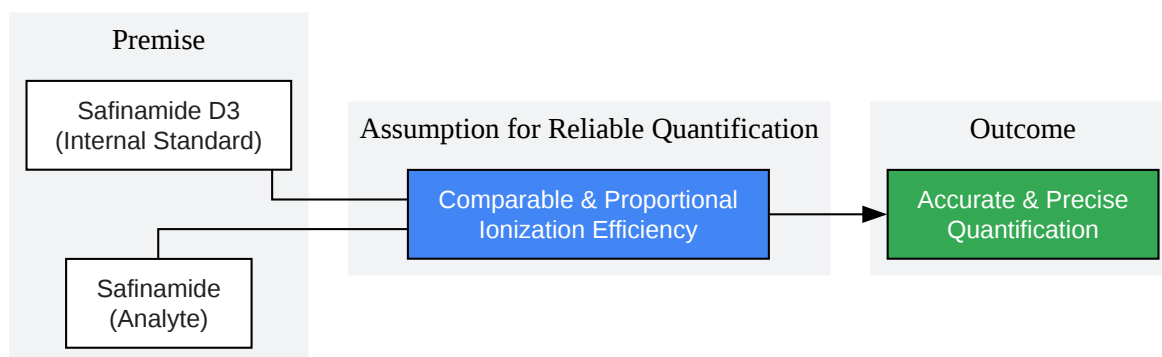 Premise
Safinamide D3
(Internal Standard)
Safinamide
(Analyte)
Assumption for Reliable Quantification
Comparable & Proportional
Ionization Efficiency
Outcome
Accurate & Precise
Quantification